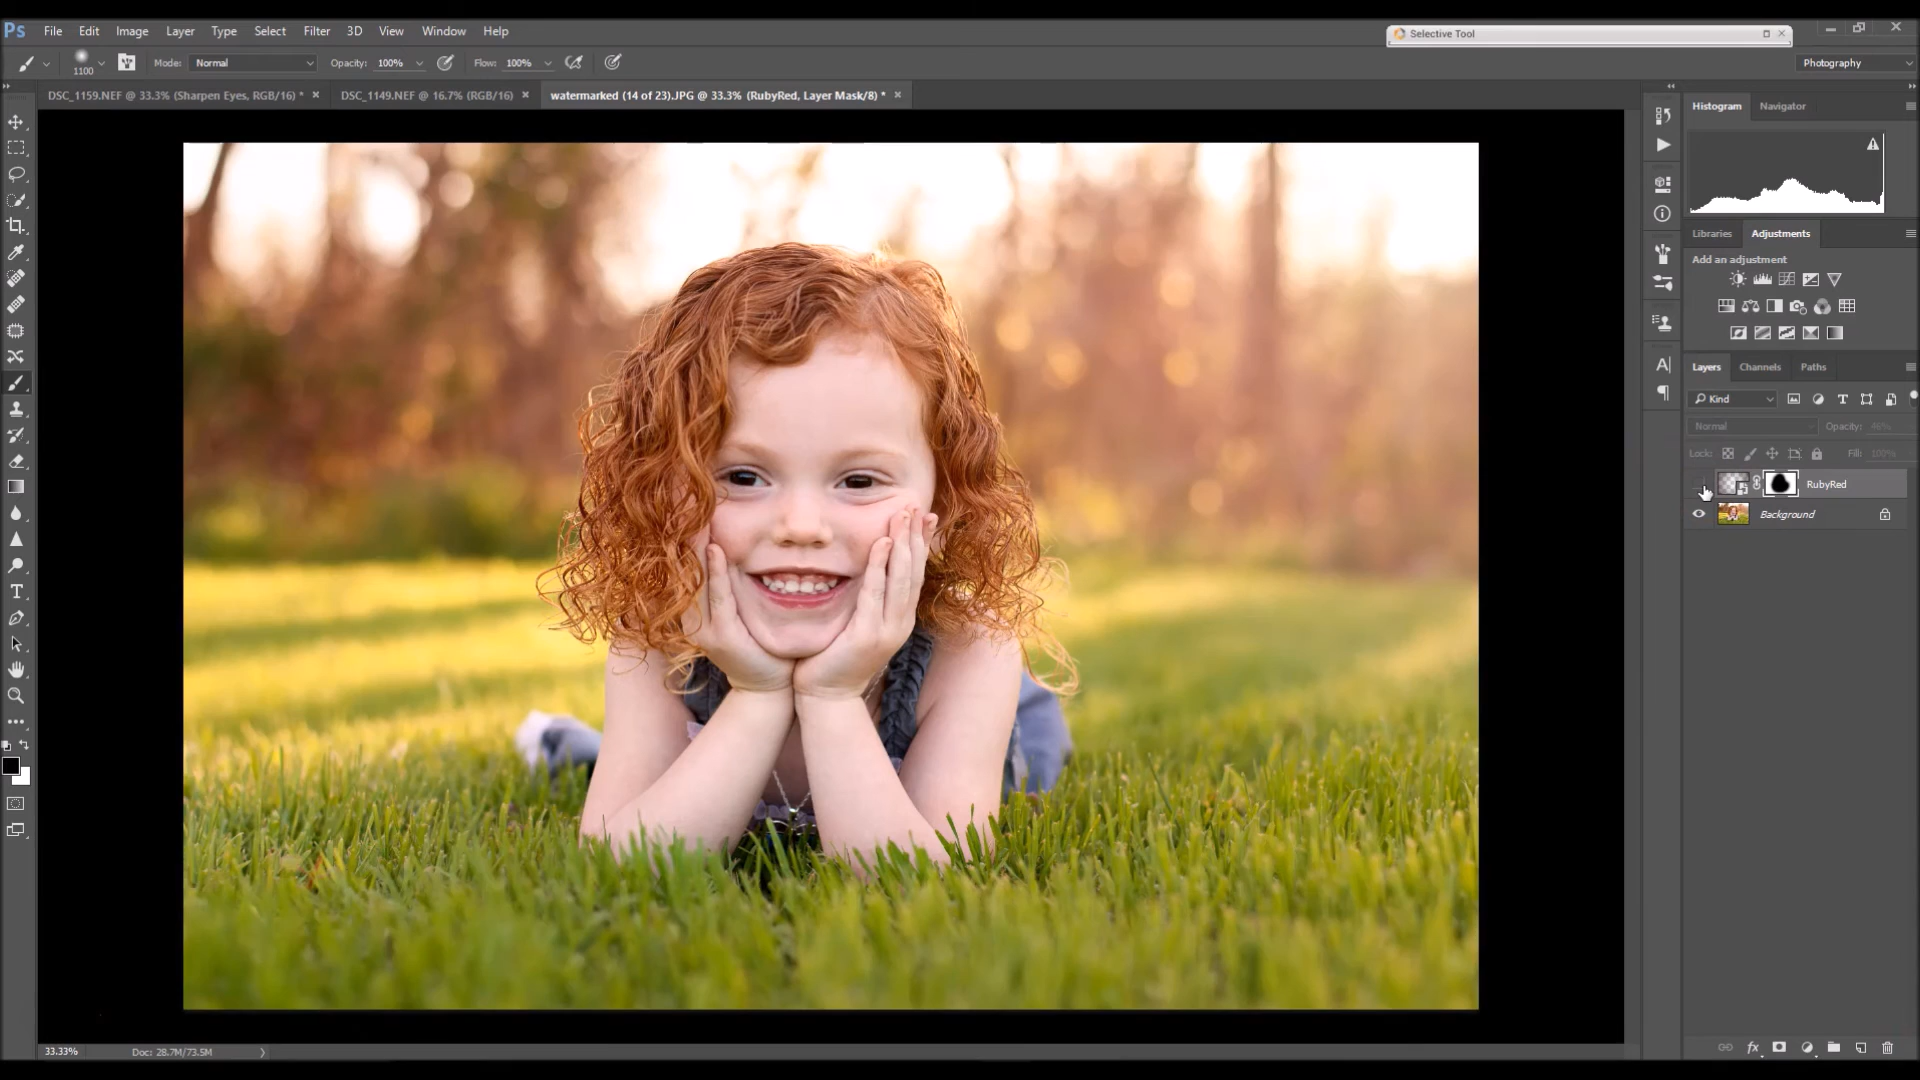 Ps File Edit Image Layer Type Select Filter 3D View Window Help
Selective Tool
1100 Mode: Normal Opacity: 100% Flow: 100%
Photography
DSC_1159.NEF @ 33.3% (Sharpen Eyes, RGB/16) * × DSC_1149.NEF @ 16.7% (RGB/16) × watermarked (14 of 23).JPG @ 33.3% (RubyRed, Layer Mask/8) * ×
Histogram Navigator
Libraries Adjustments
Add an adjustment
Layers Channels Paths
Kind
Normal Opacity: 46%
Lock: Fill: 100%
RubyRed
Background
33.33% Doc: 28.7M/73.5M